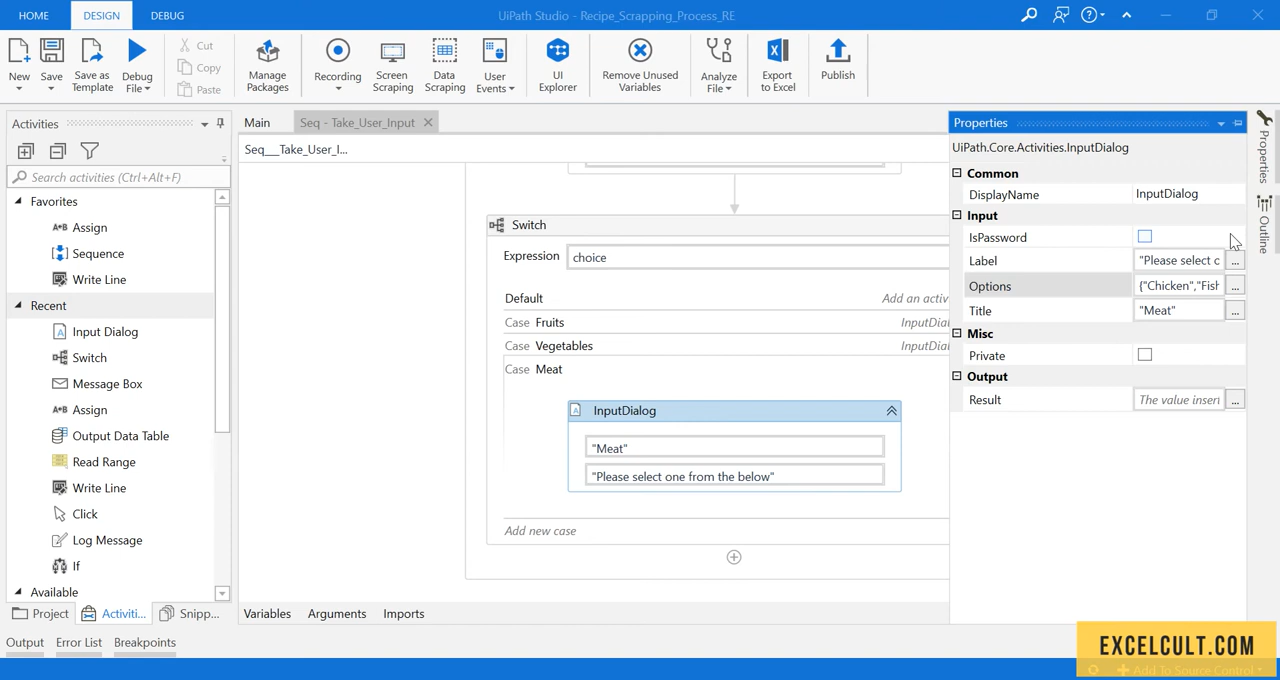 HOME DESIGN DEBUG UiPath Studio - Recipe_Scrapping_Process_RE
New Save Save as Template Debug File Cut Copy Paste Manage Packages Recording Screen Scraping Data Scraping User Events UI Explorer Remove Unused Variables Analyze File Export to Excel Publish
Activities
Search activities (Ctrl+Alt+F)
Favorites
Assign
Sequence
Write Line
Recent
Input Dialog
Switch
Message Box
Assign
Output Data Table
Read Range
Write Line
Click
Log Message
If
Available
Project Activiti... Snipp...
Output Error List Breakpoints
Main Seq - Take_User_Input
Seq___Take_User_I...
Switch
Expression choice
Default Add an activ
Case Fruits InputDial
Case Vegetables InputDial
Case Meat
InputDialog
"Meat"
"Please select one from the below"
Add new case
Variables Arguments Imports
Properties
UiPath.Core.Activities.InputDialog
Common
DisplayName InputDialog
Input
IsPassword
Label "Please select c ...
Options {"Chicken","Fish ...
Title "Meat" ...
Misc
Private
Output
Result The value insert ...
Properties
Outline
EXCELCULT.COM
Add To Source Control